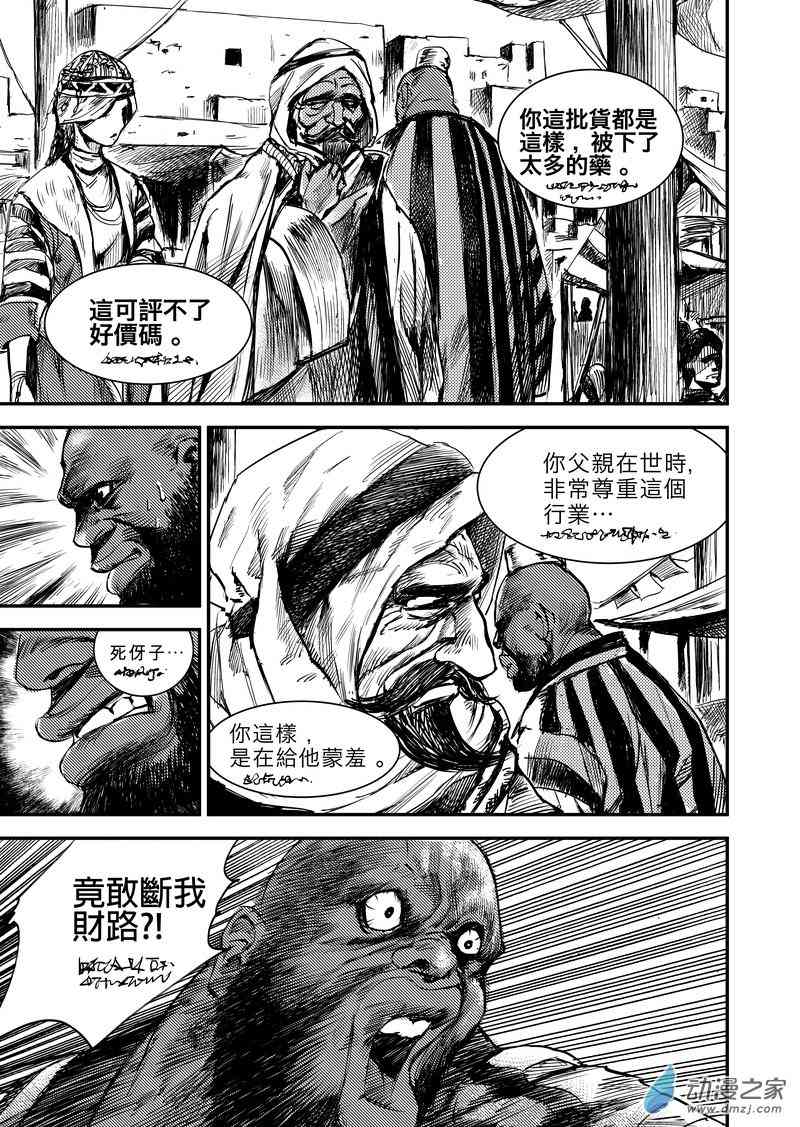 你這批貨都是
這樣，被下了
太多的藥。
這可評不了
好價碼。
你父親在世時,
非常尊重這個
行業…
你這樣，
是在給他蒙羞。
死伢子…
竟敢斷我
財路?!
动漫之家
www.dmzj.com